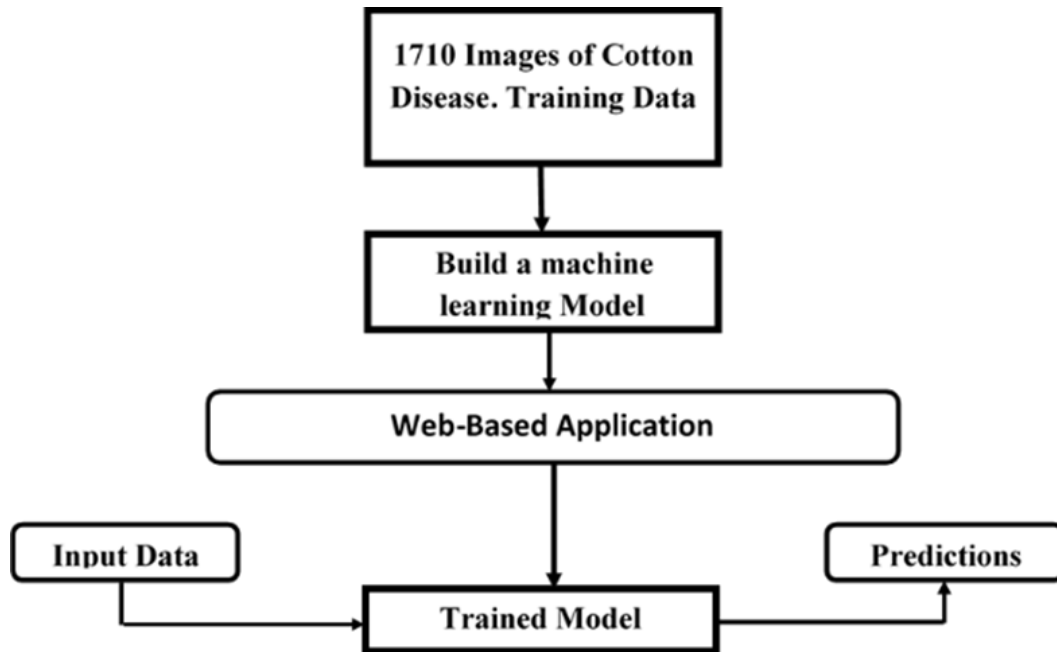 1710 Images of Cotton
Disease. Training Data
Build a machine
learning Model
Web-Based Application
Input Data
Predictions
Trained Model